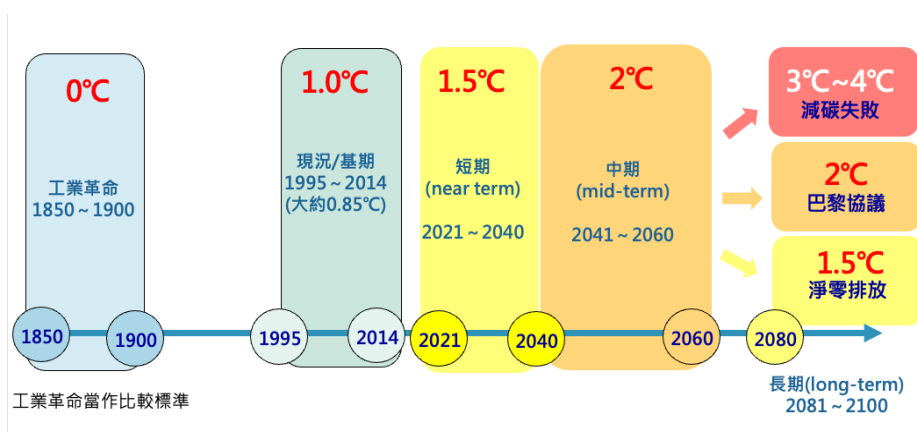 0℃
工業革命
1850～1900
1.0℃
現況/基期
1995～2014
(大約0.85℃)
1.5℃
短期
(near term)
2021～2040
2℃
中期
(mid-term)
2041～2060
3℃~4℃
減碳失敗
2℃
巴黎協議
1.5℃
淨零排放
1850
1900
1995
2014
2021
2040
2060
2080
長期(long-term)
2081～2100
工業革命當作比較標準